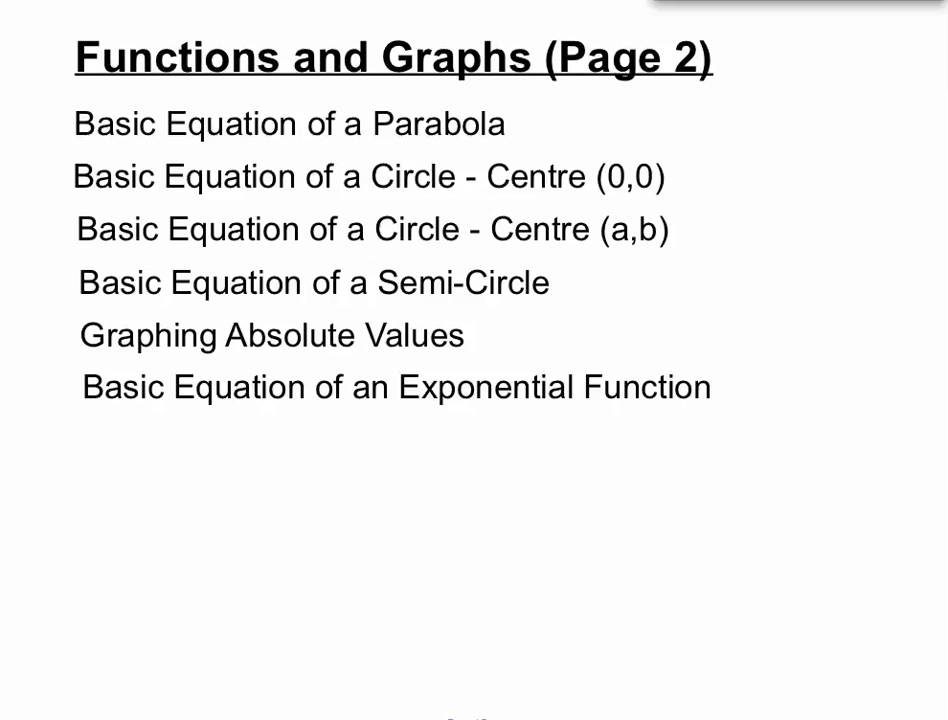 Functions and Graphs (Page 2)
Basic Equation of a Parabola
Basic Equation of a Circle - Centre (0,0)
Basic Equation of a Circle - Centre (a,b)
Basic Equation of a Semi-Circle
Graphing Absolute Values
Basic Equation of an Exponential Function